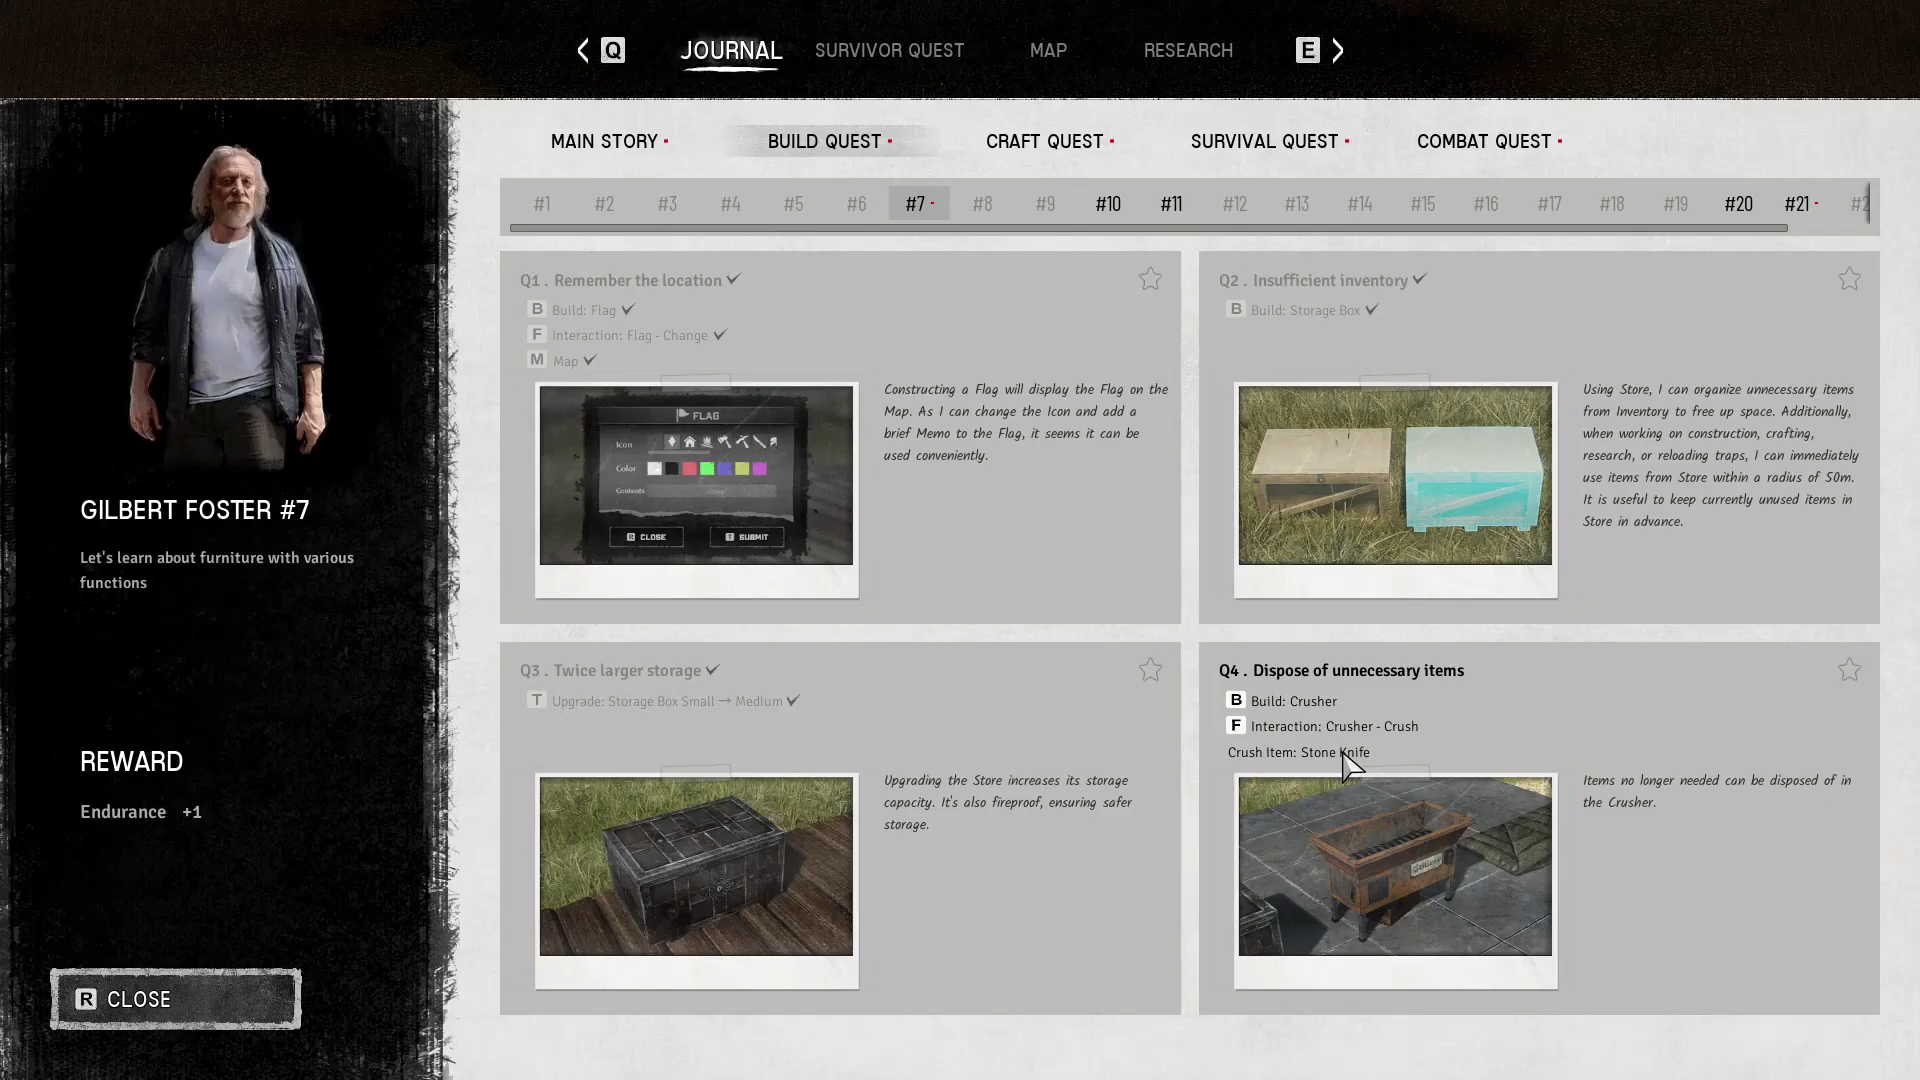 Q
JOURNAL
SURVIVOR QUEST
MAP
RESEARCH
E
MAIN STORY
BUILD QUEST
CRAFT QUEST
SURVIVAL QUEST
COMBAT QUEST
#1 #2 #3 #4 #5 #6 #7 #8 #9 #10 #11 #12 #13 #14 #15 #16 #17 #18 #19 #20 #21
GILBERT FOSTER #7
Let's learn about furniture with various
functions
REWARD
Endurance +1
R CLOSE
Q1 . Remember the location
B Build: Flag
F Interaction: Flag - Change
M Map
FLAG
Icon
Color
Contents
R CLOSE
T SUBMIT
Constructing a Flag will display the Flag on the
Map. As I can change the Icon and add a
brief Memo to the Flag, it seems it can be
used conveniently.
Q2 . Insufficient inventory
B Build: Storage Box
Using Store, I can organize unnecessary items
from Inventory to free up space. Additionally,
when working on construction, crafting,
research, or reloading traps, I can immediately
use items from Store within a radius of 50m.
It is useful to keep currently unused items in
Store in advance.
Q3 . Twice larger storage
T Upgrade: Storage Box Small → Medium
Upgrading the Store increases its storage
capacity. It's also fireproof, ensuring safer
storage.
Q4 . Dispose of unnecessary items
B Build: Crusher
F Interaction: Crusher - Crush
Crush Item: Stone Knife
Items no longer needed can be disposed of in
the Crusher.